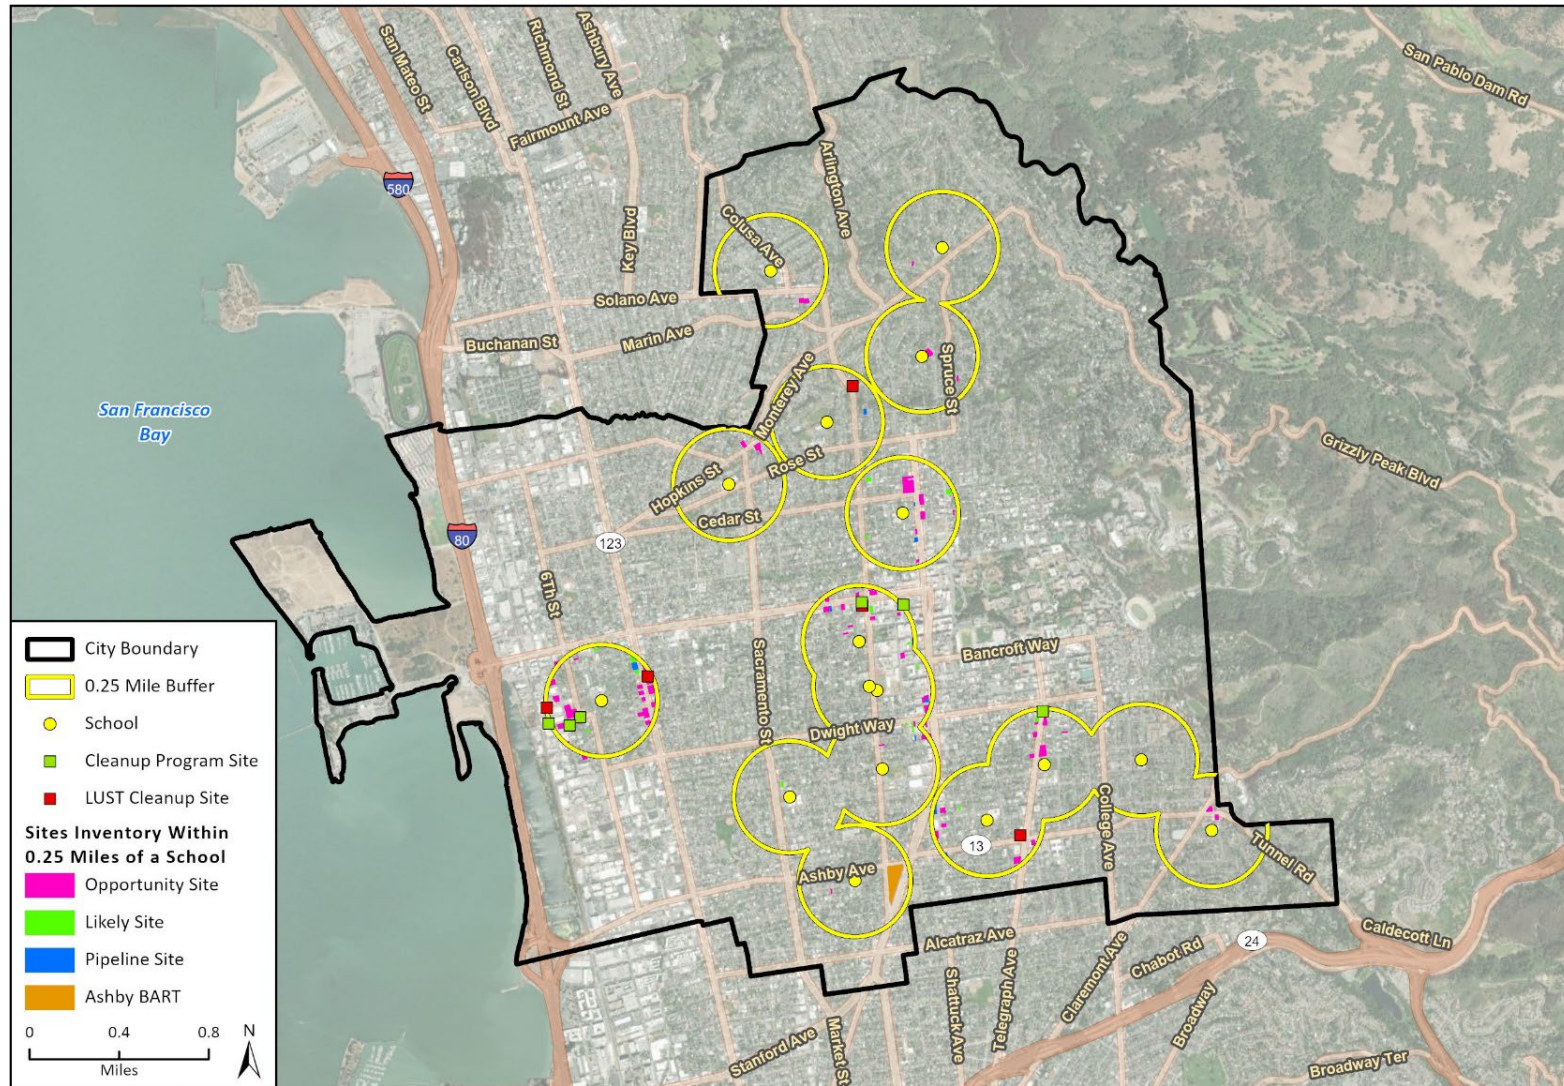 San Mateo St
Carlson Blvd
Richmond St
Ashbury Ave
Fairmount Ave
San Pablo Dam Rd
580
Key Blvd
Colusa Ave
Arlington Ave
Solano Ave
Buchanan St
Marin Ave
Monterey Ave
Spruce St
San Francisco
Bay
Grizzly Peak Blvd
Hopkins St
Rose St
Cedar St
80
123
6Th St
Sacramento St
Bancroft Way
Dwight Way
College Ave
13
Tunnel Rd
Ashby Ave
Alcatraz Ave
Caldecott Ln
24
Chabot Rd
Claremont Ave
Shattuck Ave
Telegraph Ave
Broadway
Stanford Ave
Market St
Broadway Ter
City Boundary
0.25 Mile Buffer
School
Cleanup Program Site
LUST Cleanup Site
Sites Inventory Within
0.25 Miles of a School
Opportunity Site
Likely Site
Pipeline Site
Ashby BART
0 0.4 0.8
Miles
N